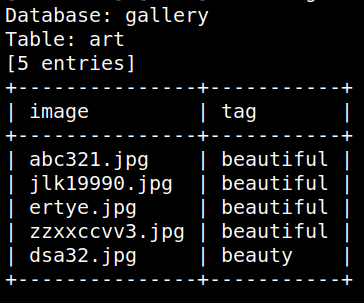 Database: gallery
Table: art
[5 entries]
+---------------+-----------+
| image         | tag       |
+---------------+-----------+
| abc321.jpg    | beautiful |
| jlk19990.jpg  | beautiful |
| ertye.jpg     | beautiful |
| zzxxccvv3.jpg | beautiful |
| dsa32.jpg     | beauty    |
+---------------+-----------+